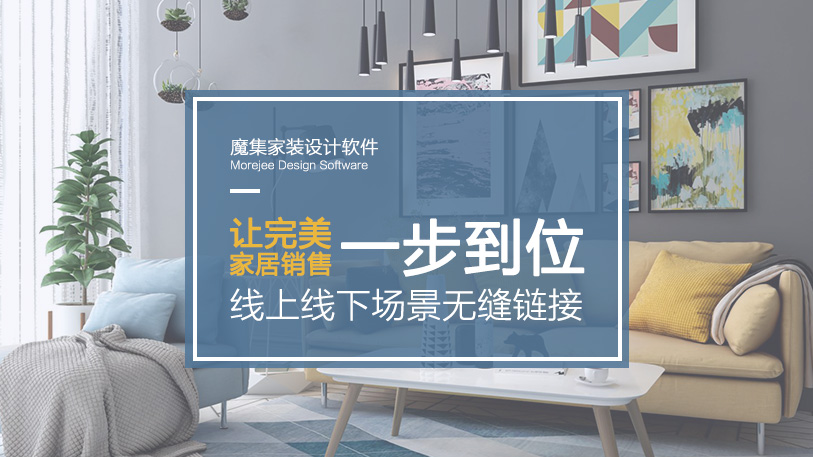 魔集家装设计软件
Morejee Design Software
让完美
家居销售
一步到位
线上线下场景无缝链接